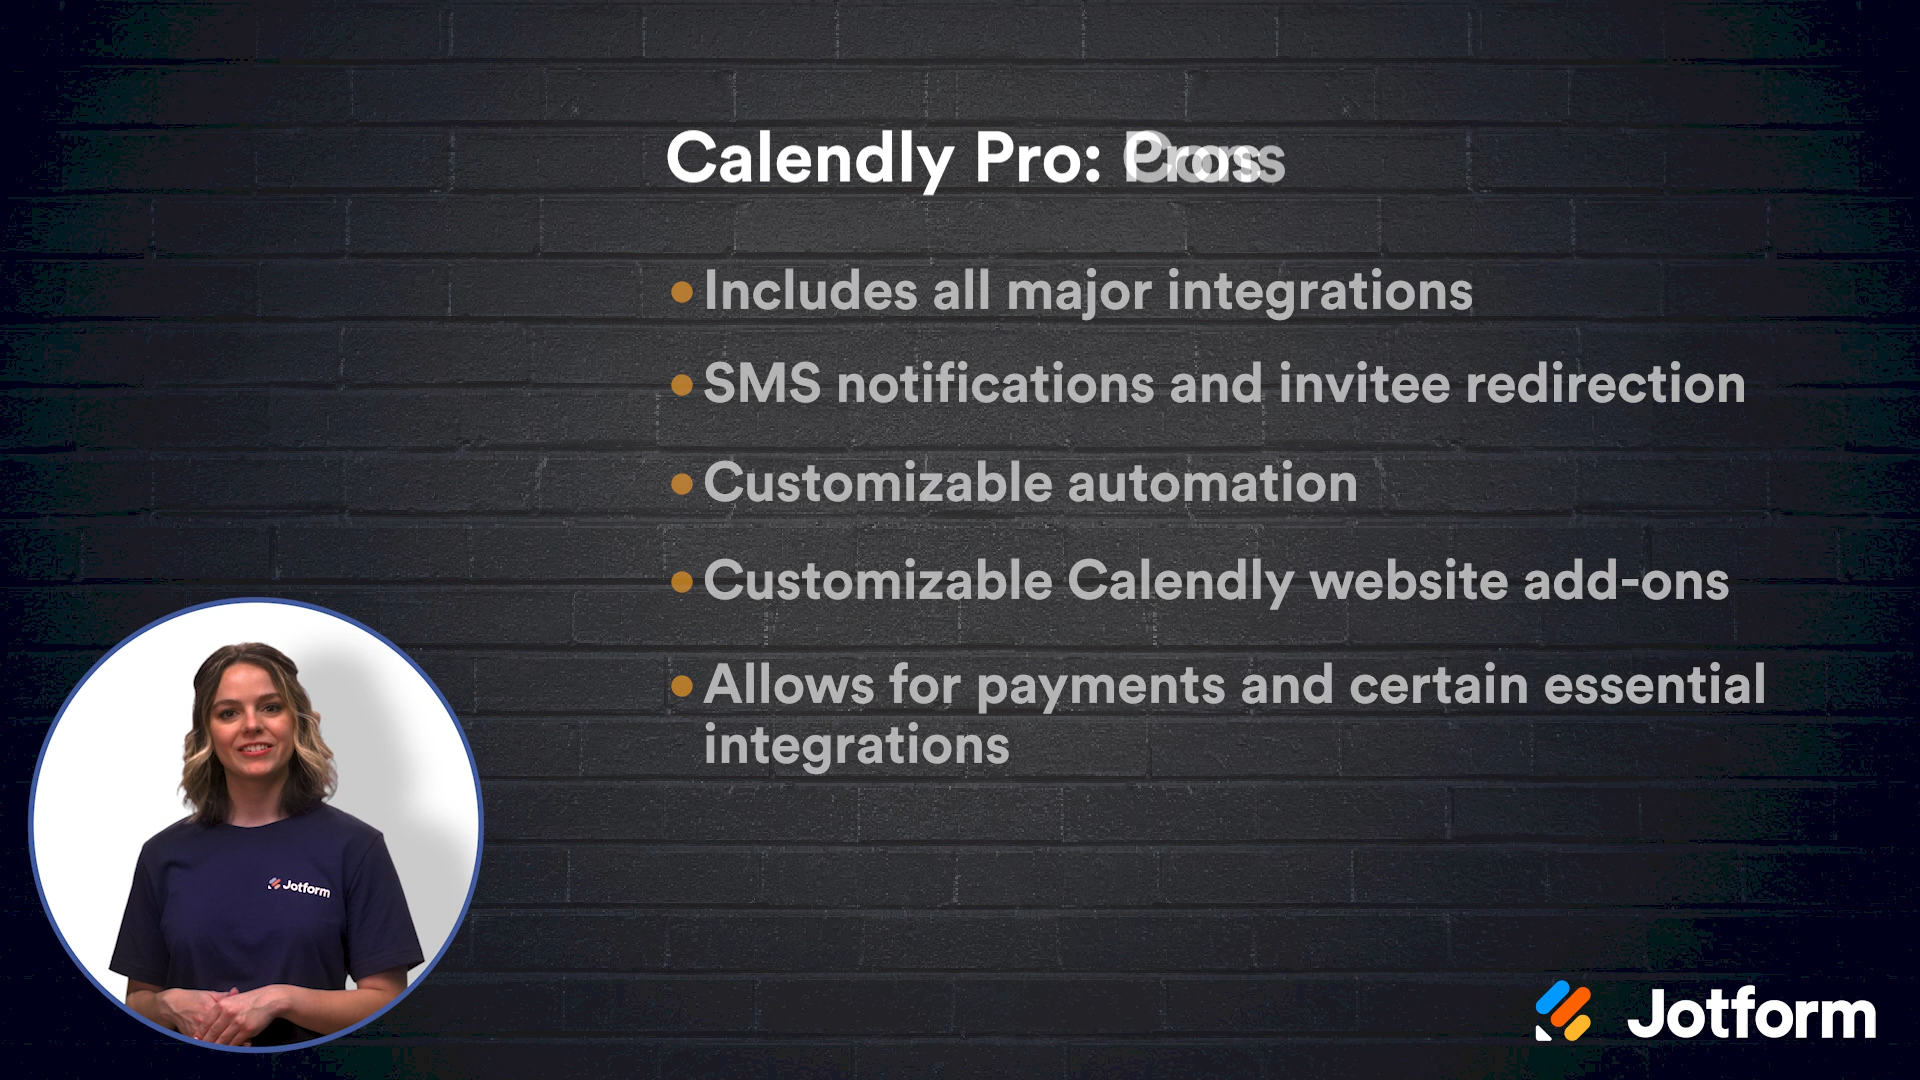 Calendly Pro: Pros
• Includes all major integrations
• SMS notifications and invitee redirection
• Customizable automation
• Customizable Calendly website add-ons
• Allows for payments and certain essential
integrations
Jotform
Jotform